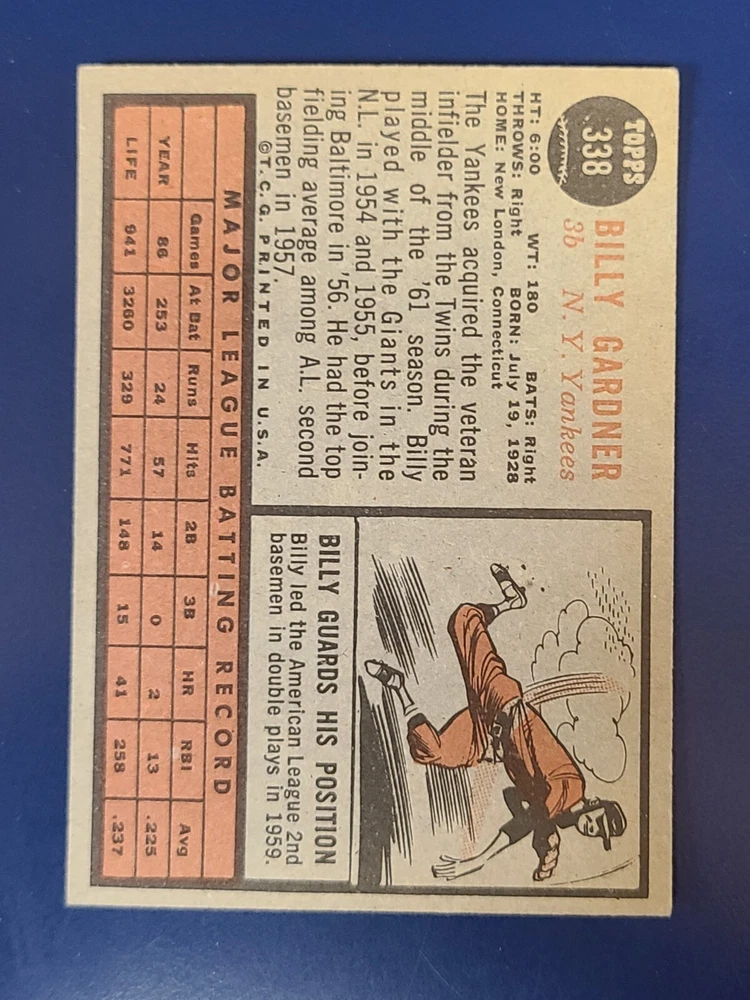 TOPPS
338
BILLY GARDNER
3b N. Y. Yankees
HT: 6:00 WT: 180 BATS: Right
THROWS: Right BORN: July 19, 1928
HOME: New London, Connecticut
The Yankees acquired the veteran
infielder from the Twins during the
middle of the '61 season. Billy
played with the Giants in the
N.L. in 1954 and 1955, before join-
ing Baltimore in '56. He had the top
fielding average among A.L. second
basemen in 1957.
©T.C.G. PRINTED IN U.S.A.
BILLY GUARDS HIS POSITION
Billy led the American League 2nd
basemen in double plays in 1959.
MAJOR LEAGUE BATTING RECORD
Games At Bat Runs Hits 2B 3B HR RBI Avg
YEAR 86 253 24 57 14 0 2 13 .225
LIFE 941 3260 329 771 148 15 41 258 .237